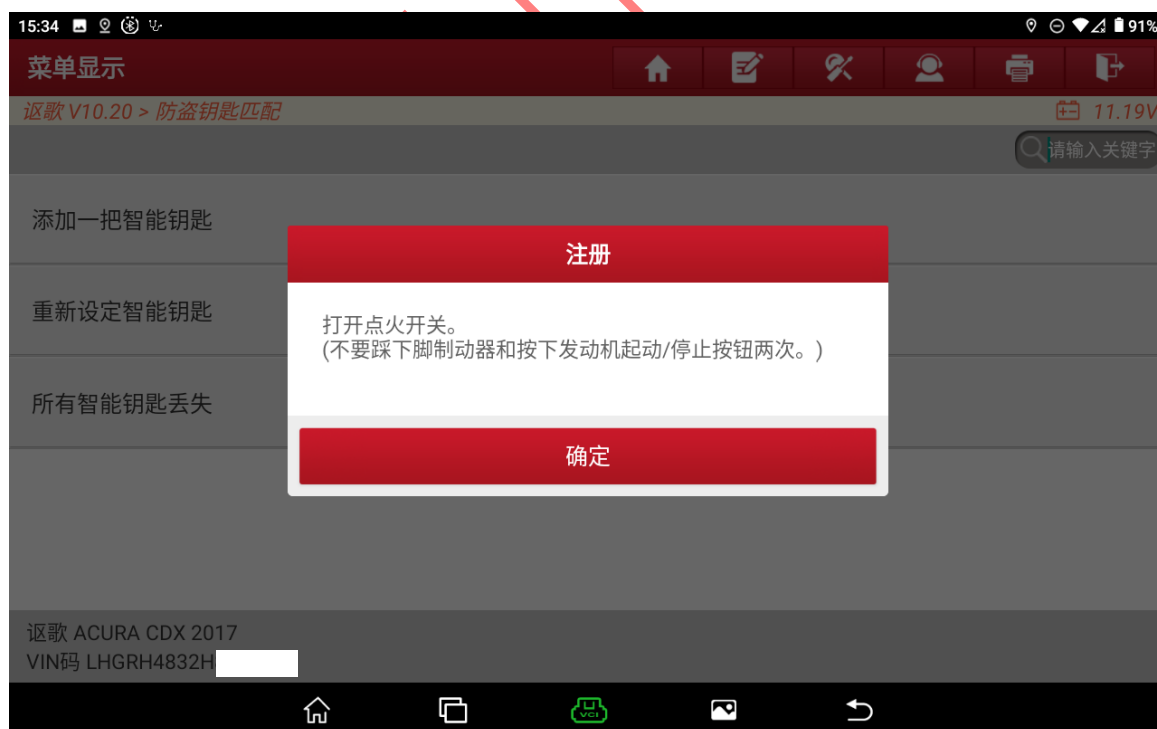 15:34
91%
菜单显示
讴歌 V10.20 > 防盗钥匙匹配
11.19V
请输入关键字
添加一把智能钥匙
重新设定智能钥匙
所有智能钥匙丢失
注册
打开点火开关。
(不要踩下脚制动器和按下发动机起动/停止按钮两次。)
确定
讴歌 ACURA CDX 2017
VIN码 LHGRH4832H
VCI